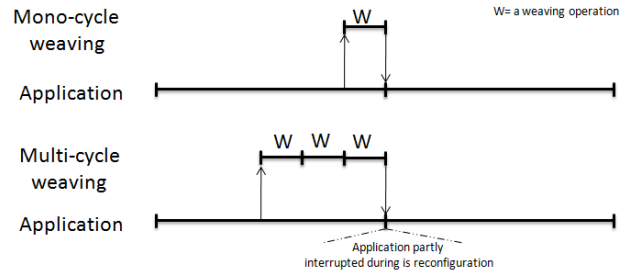 Mono-cycle
weaving
W
W= a weaving operation
Application
Multi-cycle
weaving
W W W
Application
Application partly
interrupted during is reconfiguration